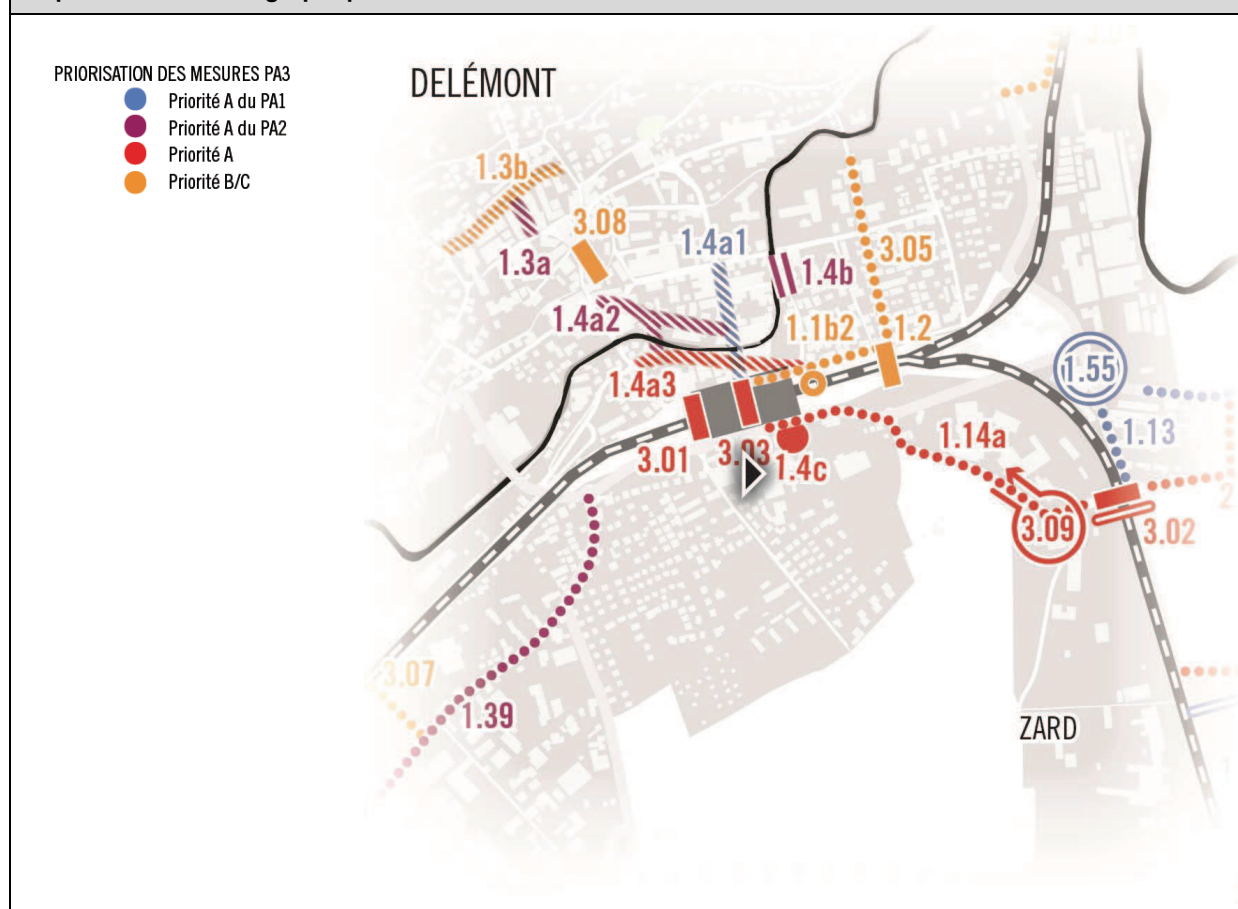 PRIORISATION DES MESURES PA3
Priorité A du PA1
Priorité A du PA2
Priorité A
Priorité B/C
DELÉMONT
1.3b
3.08
1.3a
1.4a1
3.05
1.4b
1.4a2
1.1b2
1.2
1.4a3
1.55
1.13
1.14a
3.01
3.03
1.4c
3.09
3.02
3.07
1.39
ZARD